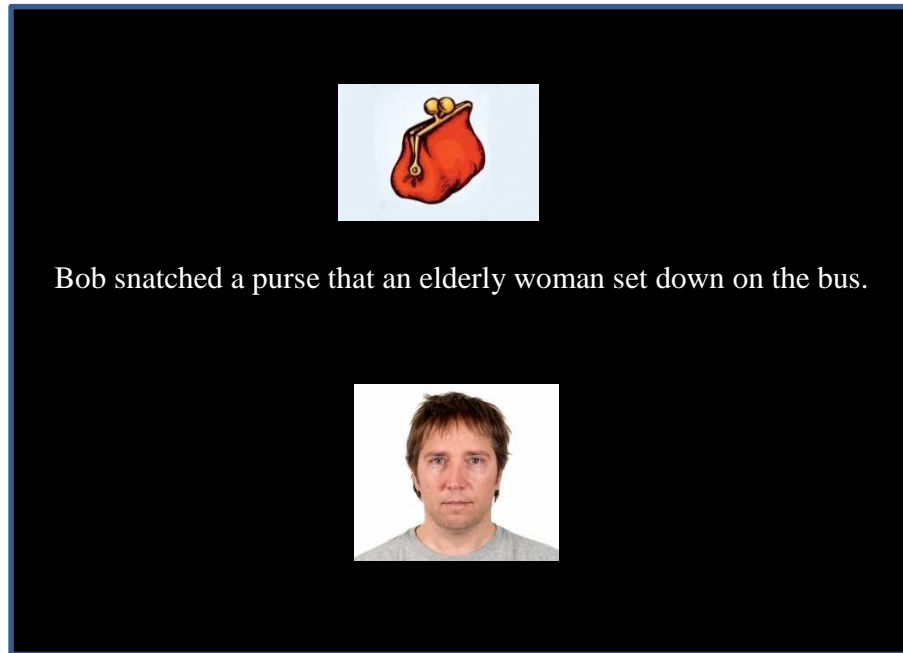 Bob snatched a purse that an elderly woman set down on the bus.